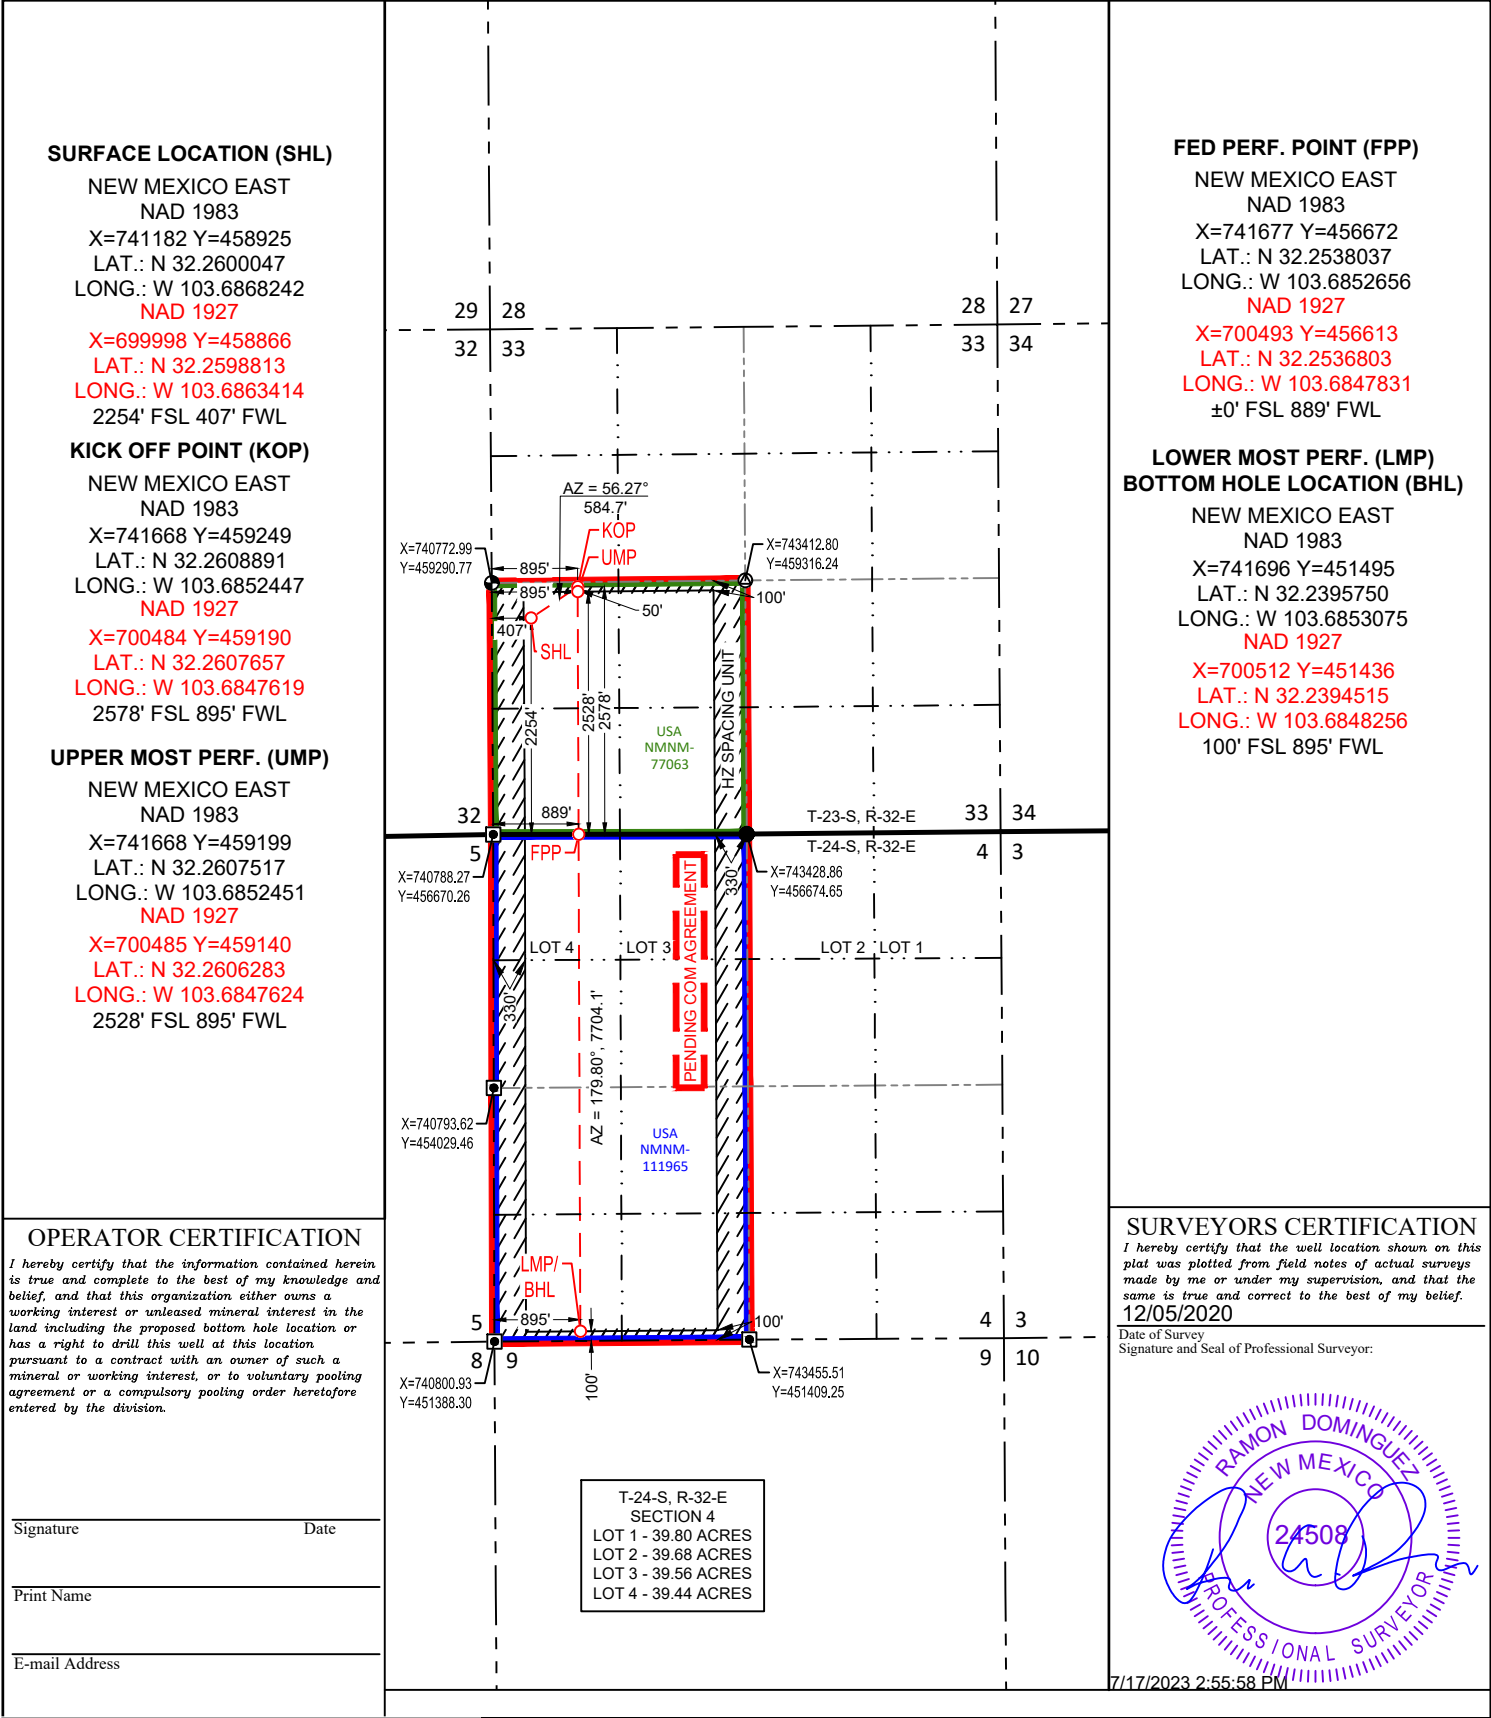 SURFACE LOCATION (SHL)
NEW MEXICO EAST
NAD 1983
X=741182 Y=458925
LAT.: N 32.2600047
LONG.: W 103.6868242
NAD 1927
X=699998 Y=458866
LAT.: N 32.2598813
LONG.: W 103.6863414
2254' FSL 407' FWL
KICK OFF POINT (KOP)
NEW MEXICO EAST
NAD 1983
X=741668 Y=459249
LAT.: N 32.2608891
LONG.: W 103.6852447
NAD 1927
X=700484 Y=459190
LAT.: N 32.2607657
LONG.: W 103.6847619
2578' FSL 895' FWL
UPPER MOST PERF. (UMP)
NEW MEXICO EAST
NAD 1983
X=741668 Y=459199
LAT.: N 32.2607517
LONG.: W 103.6852451
NAD 1927
X=700485 Y=459140
LAT.: N 32.2606283
LONG.: W 103.6847624
2528' FSL 895' FWL
OPERATOR CERTIFICATION
I hereby certify that the information contained herein
is true and complete to the best of my knowledge and
belief, and that this organization either owns a
working interest or unleased mineral interest in the
land including the proposed bottom hole location or
has a right to drill this well at this location
pursuant to a contract with an owner of such a
mineral or working interest, or to voluntary pooling
agreement or a compulsory pooling order heretofore
entered by the division.
Signature Date
Print Name
E-mail Address
29 28
32 33
28 27
33 34
AZ = 56.27°
584.7'
KOP
UMP
X=740772.99
Y=459290.77
X=743412.80
Y=459316.24
895'
895'
50'
100'
407'
SHL
2254'
2528'
2578'
HZ SPACING UNIT
USA
NMNM-
77063
889'
32
5
T-23-S, R-32-E
T-24-S, R-32-E
33 34
4 3
FPP
X=740788.27
Y=456670.26
330'
X=743428.86
Y=456674.65
PENDING COM AGREEMENT
LOT 4
LOT 3
LOT 2
LOT 1
330'
AZ = 179.80°, 7704.1'
X=740793.62
Y=454029.46
USA
NMNM-
111965
LMP/
BHL
895'
100'
100'
5
8 9
4 3
9 10
X=740800.93
Y=451388.30
X=743455.51
Y=451409.25
T-24-S, R-32-E
SECTION 4
LOT 1 - 39.80 ACRES
LOT 2 - 39.68 ACRES
LOT 3 - 39.56 ACRES
LOT 4 - 39.44 ACRES
FED PERF. POINT (FPP)
NEW MEXICO EAST
NAD 1983
X=741677 Y=456672
LAT.: N 32.2538037
LONG.: W 103.6852656
NAD 1927
X=700493 Y=456613
LAT.: N 32.2536803
LONG.: W 103.6847831
±0' FSL 889' FWL
LOWER MOST PERF. (LMP)
BOTTOM HOLE LOCATION (BHL)
NEW MEXICO EAST
NAD 1983
X=741696 Y=451495
LAT.: N 32.2395750
LONG.: W 103.6853075
NAD 1927
X=700512 Y=451436
LAT.: N 32.2394515
LONG.: W 103.6848256
100' FSL 895' FWL
SURVEYORS CERTIFICATION
I hereby certify that the well location shown on this
plat was plotted from field notes of actual surveys
made by me or under my supervision, and that the
same is true and correct to the best of my belief.
12/05/2020
Date of Survey
Signature and Seal of Professional Surveyor:
RAMON DOMINGUEZ
NEW MEXICO
24508
PROFESSIONAL SURVEYOR
7/17/2023 2:55:58 PM